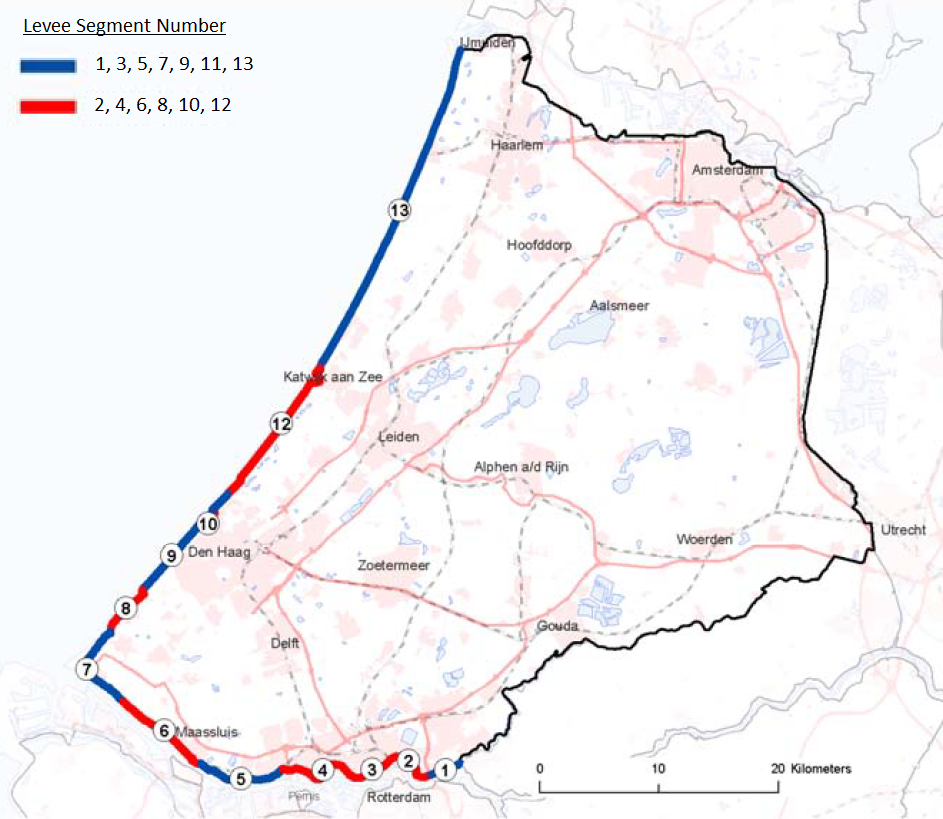 Levee Segment Number
1, 3, 5, 7, 9, 11, 13
2, 4, 6, 8, 10, 12
IJmuiden
Haarlem
Amsterdam
13
Hoofddorp
Aalsmeer
Katwijk aan Zee
12
Leiden
Alphen a/d Rijn
10
Utrecht
9
Den Haag
Woerden
Zoetermeer
8
Gouda
Delft
7
6
Maassluis
5
4
3
2
1
0
10
20 Kilometers
Pernis
Rotterdam